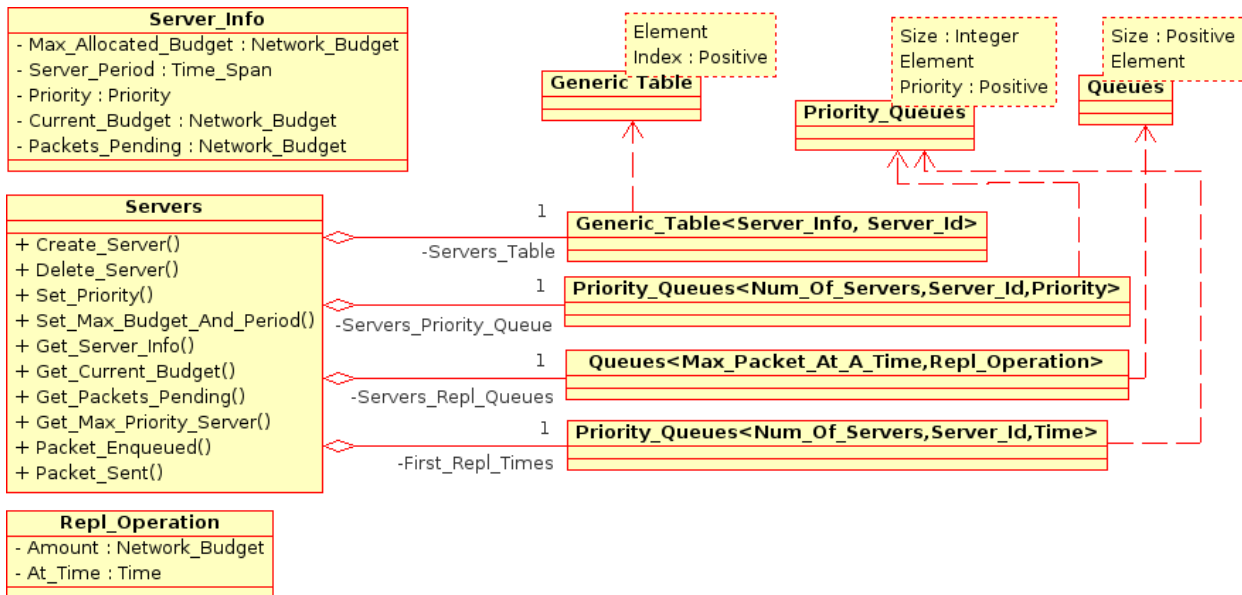 Server_Info
- Max_Allocated_Budget : Network_Budget
- Server_Period : Time_Span
- Priority : Priority
- Current_Budget : Network_Budget
- Packets_Pending : Network_Budget
Element
Index : Positive
Generic Table
Size : Integer
Element
Priority : Positive
Priority_Queues
Size : Positive
Element
Queues
Servers
+ Create_Server()
+ Delete_Server()
+ Set_Priority()
+ Set_Max_Budget_And_Period()
+ Get_Server_Info()
+ Get_Current_Budget()
+ Get_Packets_Pending()
+ Get_Max_Priority_Server()
+ Packet_Enqueued()
+ Packet_Sent()
1
-Servers_Table
Generic_Table<Server_Info, Server_Id>
1
-Servers_Priority_Queue
Priority_Queues<Num_Of_Servers,Server_Id,Priority>
1
-Servers_Repl_Queues
Queues<Max_Packet_At_A_Time,Repl_Operation>
1
-First_Repl_Times
Priority_Queues<Num_Of_Servers,Server_Id,Time>
Repl_Operation
- Amount : Network_Budget
- At_Time : Time